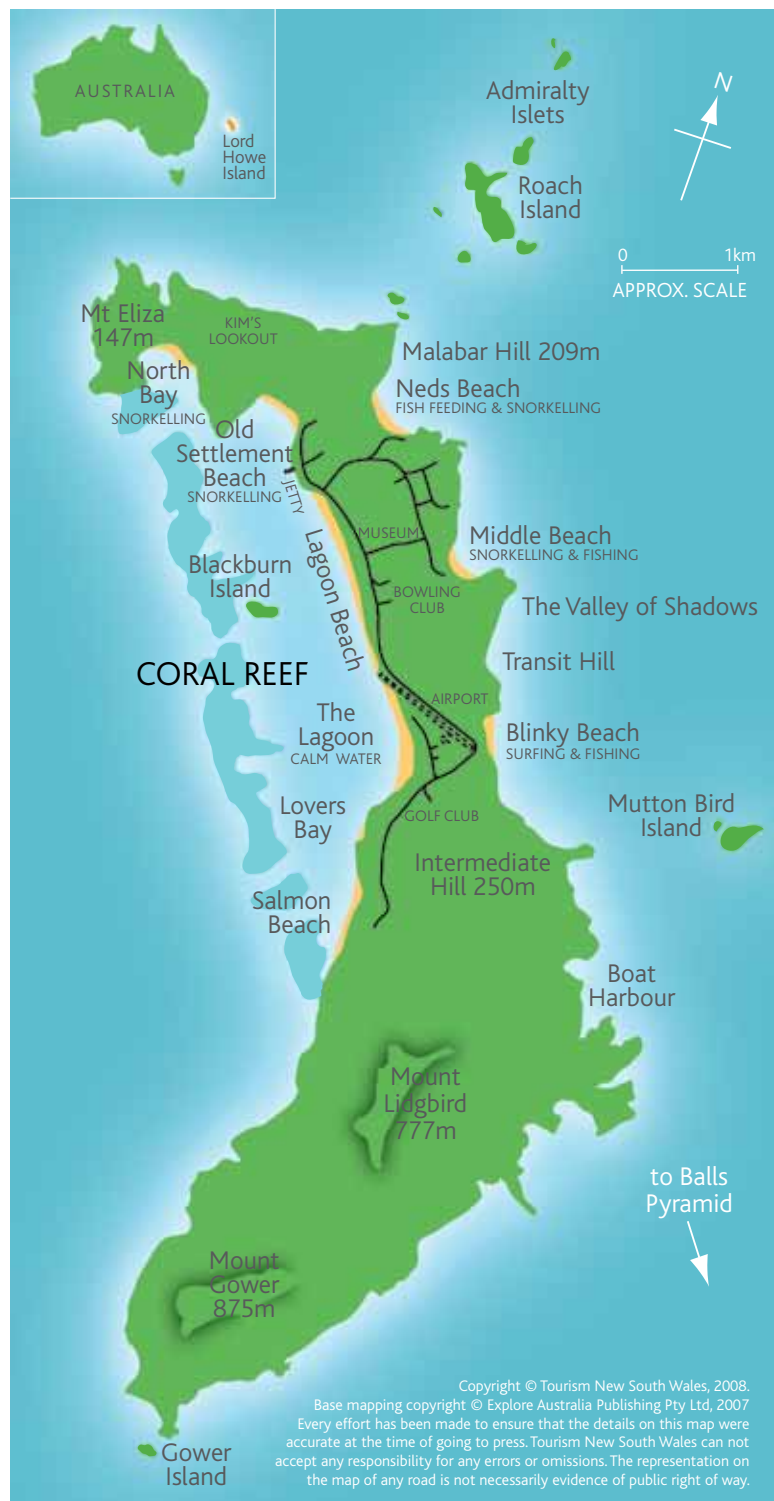 AUSTRALIA
Lord
Howe
Island
Admiralty
Islets
N
Roach
Island
0 1km
APPROX. SCALE
Mt Eliza
147m
KIM'S
LOOKOUT
Malabar Hill 209m
North
Bay
SNORKELLING
Neds Beach
FISH FEEDING & SNORKELLING
Old
Settlement
Beach
SNORKELLING
JETTY
Lagoon Beach
MUSEUM
Middle Beach
SNORKELLING & FISHING
Blackburn
Island
BOWLING
CLUB
The Valley of Shadows
CORAL REEF
Transit Hill
AIRPORT
The
Lagoon
CALM WATER
Blinky Beach
SURFING & FISHING
Lovers
Bay
GOLF CLUB
Mutton Bird
Island
Intermediate
Hill 250m
Salmon
Beach
Boat
Harbour
Mount
Lidgbird
777m
to Balls
Pyramid
Mount
Gower
875m
Gower
Island
Copyright © Tourism New South Wales, 2008.
Base mapping copyright © Explore Australia Publishing Pty Ltd, 2007
Every effort has been made to ensure that the details on this map were
accurate at the time of going to press. Tourism New South Wales can not
accept any responsibility for any errors or omissions. The representation on
the map of any road is not necessarily evidence of public right of way.